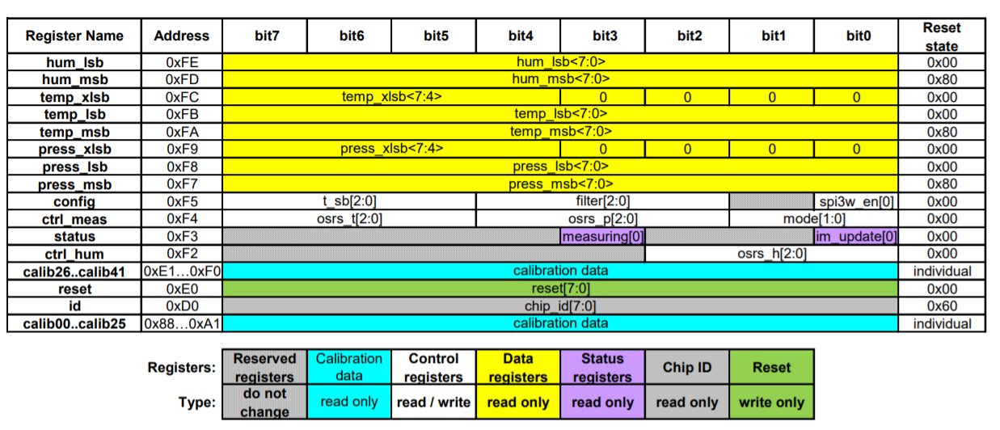 Register Name Address bit7 bit6 bit5 bit4 bit3 bit2 bit1 bit0 Reset state
hum_lsb 0xFE hum_lsb<7:0> 0x00
hum_msb 0xFD hum_msb<7:0> 0x80
temp_xlsb 0xFC temp_xlsb<7:4> 0 0 0 0 0x00
temp_lsb 0xFB temp_lsb<7:0> 0x00
temp_msb 0xFA temp_msb<7:0> 0x80
press_xlsb 0xF9 press_xlsb<7:4> 0 0 0 0 0x00
press_lsb 0xF8 press_lsb<7:0> 0x00
press_msb 0xF7 press_msb<7:0> 0x80
config 0xF5 t_sb[2:0] filter[2:0] spi3w_en[0] 0x00
ctrl_meas 0xF4 osrs_t[2:0] osrs_p[2:0] mode[1:0] 0x00
status 0xF3 measuring[0] im_update[0] 0x00
ctrl_hum 0xF2 osrs_h[2:0] 0x00
calib26..calib41 0xE1...0xF0 calibration data individual
reset 0xE0 reset[7:0] 0x00
id 0xD0 chip_id[7:0] 0x60
calib00..calib25 0x88...0xA1 calibration data individual
Registers: Reserved registers Calibration data Control registers Data registers Status registers Chip ID Reset
Type: do not change read only read / write read only read only read only write only